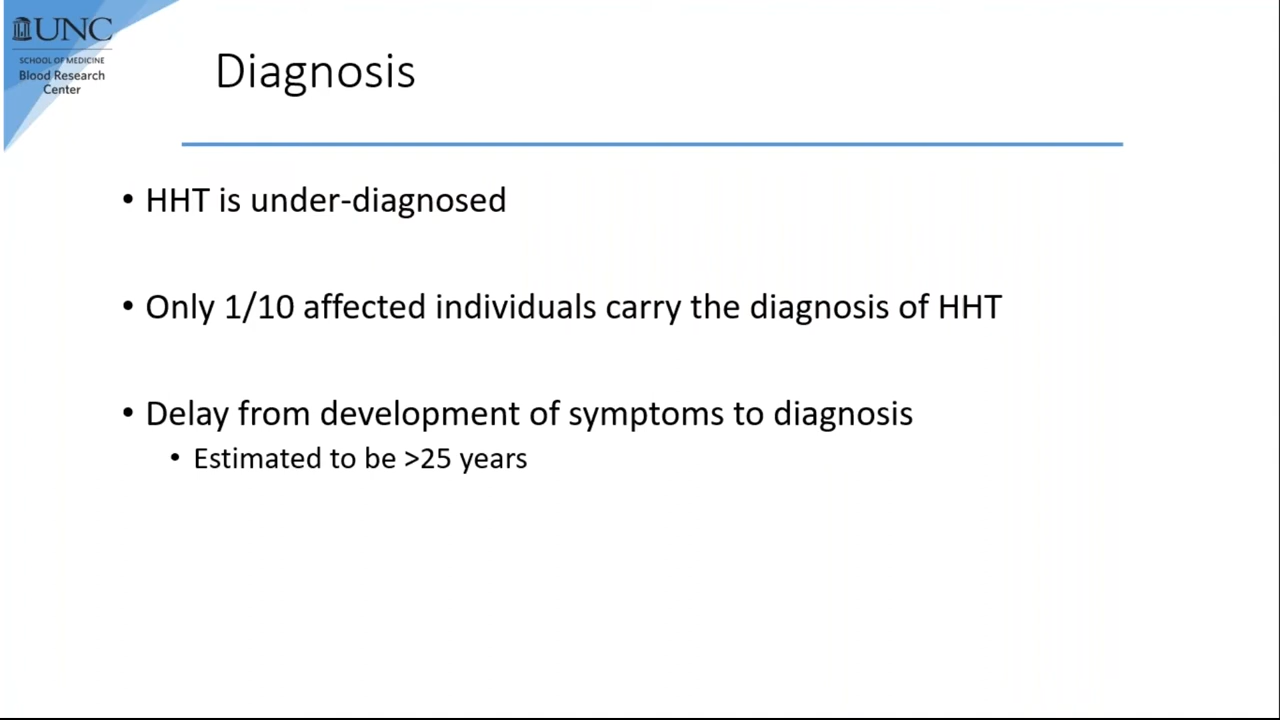 UNC
SCHOOL OF MEDICINE
Blood Research
Center
Diagnosis
• HHT is under-diagnosed
• Only 1/10 affected individuals carry the diagnosis of HHT
• Delay from development of symptoms to diagnosis
• Estimated to be >25 years